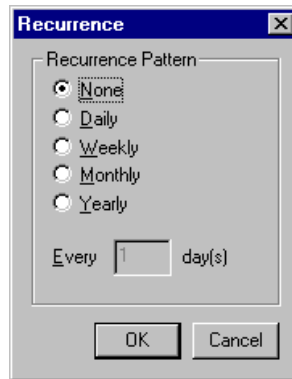 Recurrence
Recurrence Pattern
None
Daily
Weekly
Monthly
Yearly
Every 1 day(s)
OK Cancel